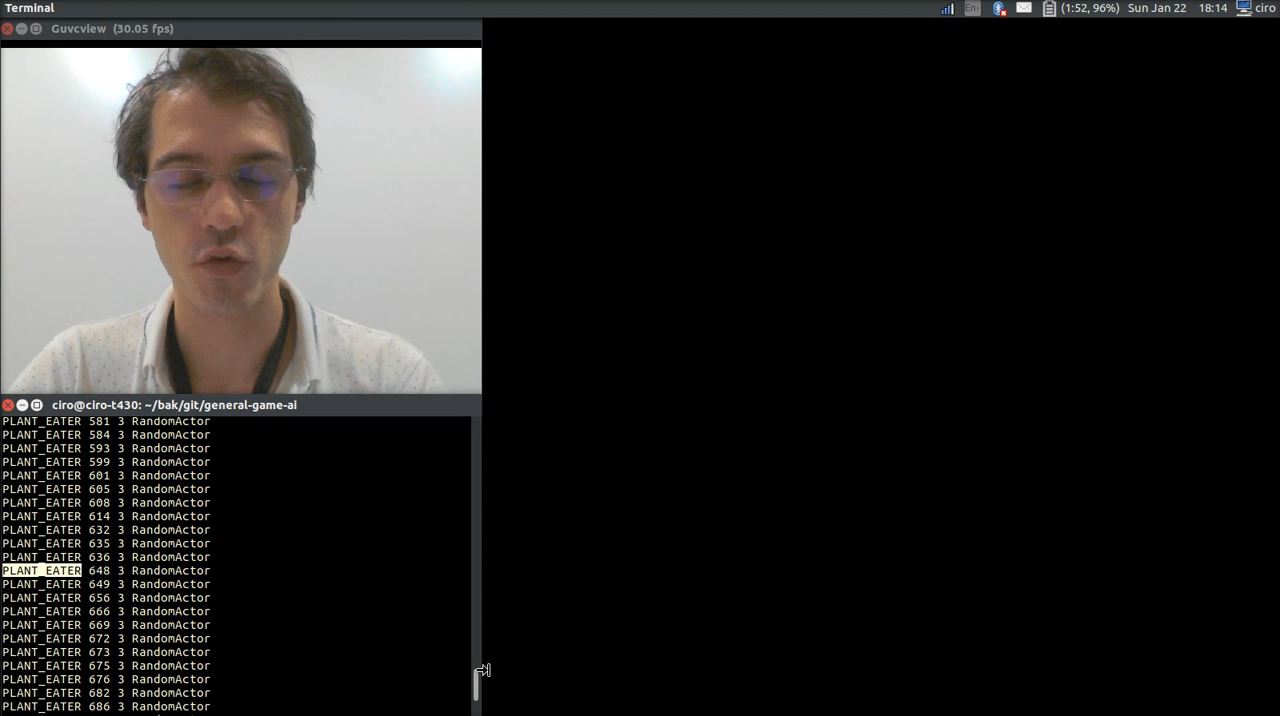 Terminal
En₁
(1:52, 96%)
Sun Jan 22
18:14
ciro
Guvcview (30.05 fps)
ciro@ciro-t430: ~/bak/git/general-game-ai
PLANT_EATER 581 3 RandomActor
PLANT_EATER 584 3 RandomActor
PLANT_EATER 593 3 RandomActor
PLANT_EATER 599 3 RandomActor
PLANT_EATER 601 3 RandomActor
PLANT_EATER 605 3 RandomActor
PLANT_EATER 608 3 RandomActor
PLANT_EATER 614 3 RandomActor
PLANT_EATER 632 3 RandomActor
PLANT_EATER 635 3 RandomActor
PLANT_EATER 636 3 RandomActor
PLANT_EATER 648 3 RandomActor
PLANT_EATER 649 3 RandomActor
PLANT_EATER 656 3 RandomActor
PLANT_EATER 666 3 RandomActor
PLANT_EATER 669 3 RandomActor
PLANT_EATER 672 3 RandomActor
PLANT_EATER 673 3 RandomActor
PLANT_EATER 675 3 RandomActor
PLANT_EATER 676 3 RandomActor
PLANT_EATER 682 3 RandomActor
PLANT_EATER 686 3 RandomActor